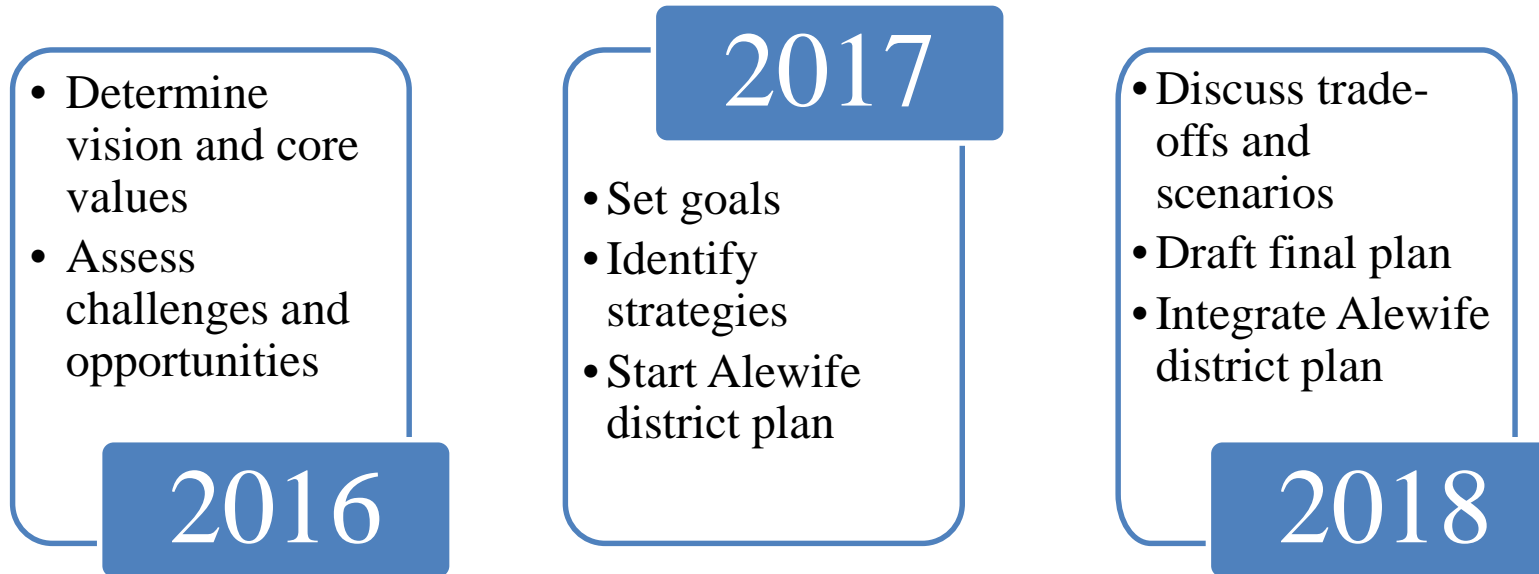 • Determine
vision and core
values
• Assess
challenges and
opportunities
2016
2017
• Set goals
• Identify
strategies
• Start Alewife
district plan
• Discuss trade-
offs and
scenarios
• Draft final plan
• Integrate Alewife
district plan
2018